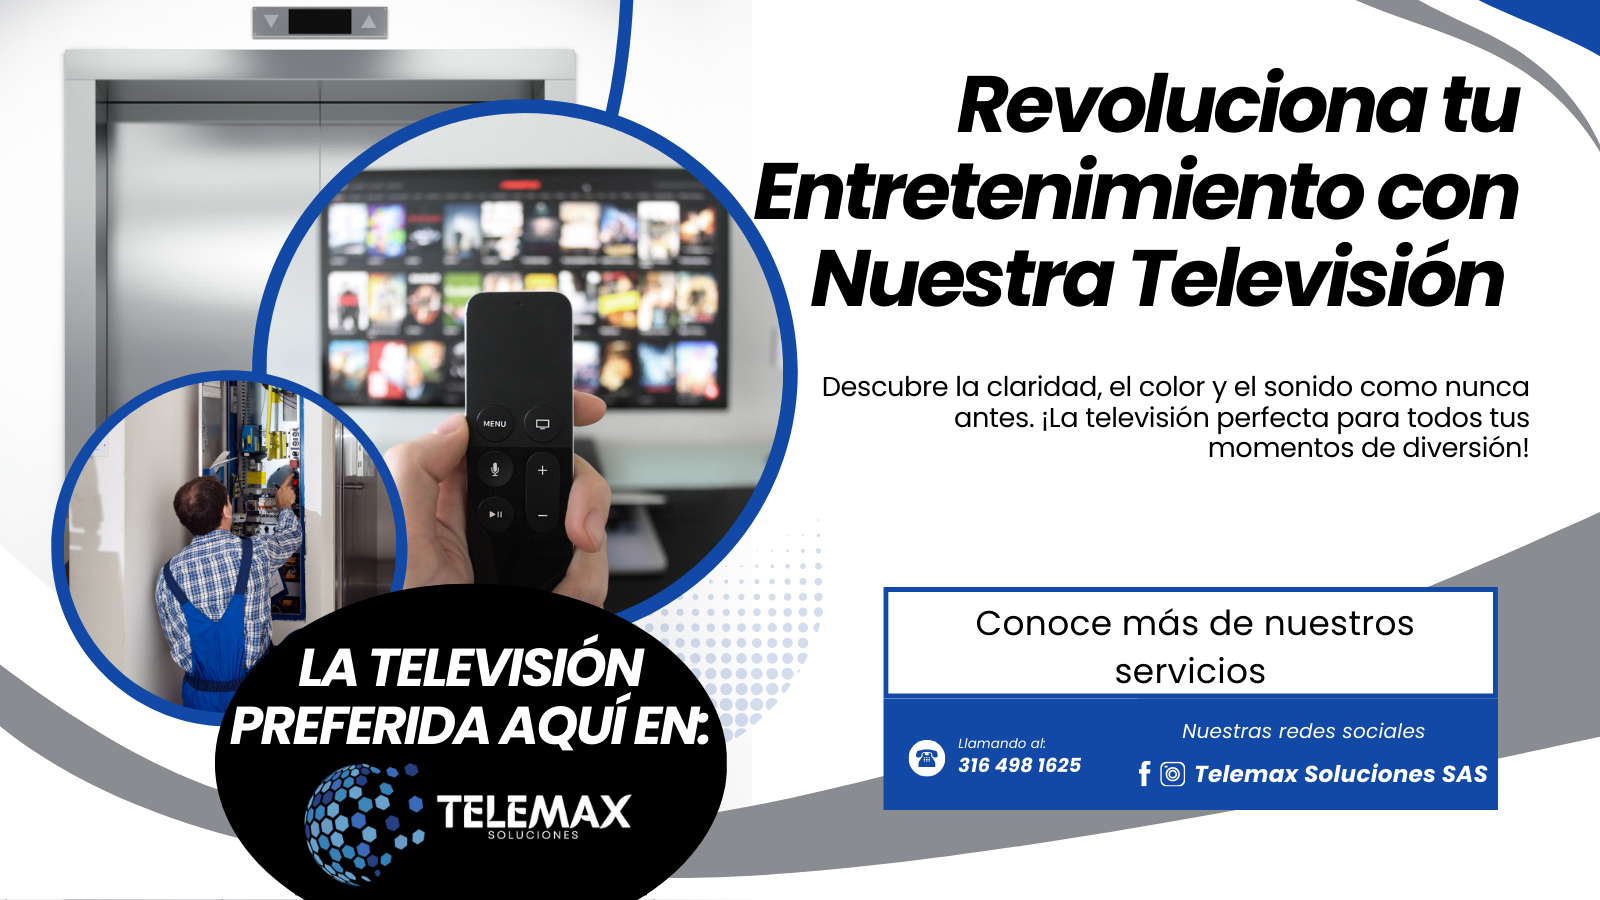 Revoluciona tu
Entretenimiento con
Nuestra Televisión
Descubre la claridad, el color y el sonido como nunca
antes. ¡La televisión perfecta para todos tus
momentos de diversión!
MENU
LA TELEVISIÓN
PREFERIDA AQUÍ EN:
TELEMAX
SOLUCIONES
Conoce más de nuestros
servicios
Llamando al:
316 498 1625
Nuestras redes sociales
Telemax Soluciones SAS